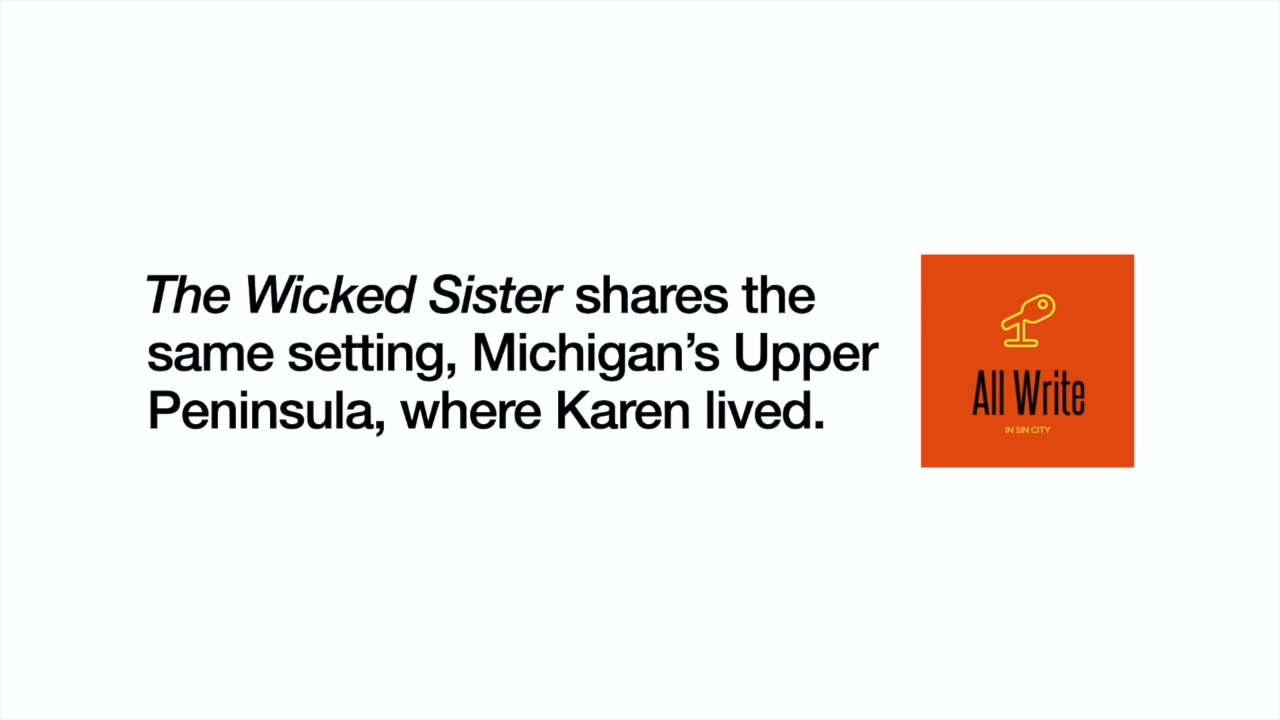 The Wicked Sister shares the
same setting, Michigan’s Upper
Peninsula, where Karen lived.
All Write
IN SIN CITY